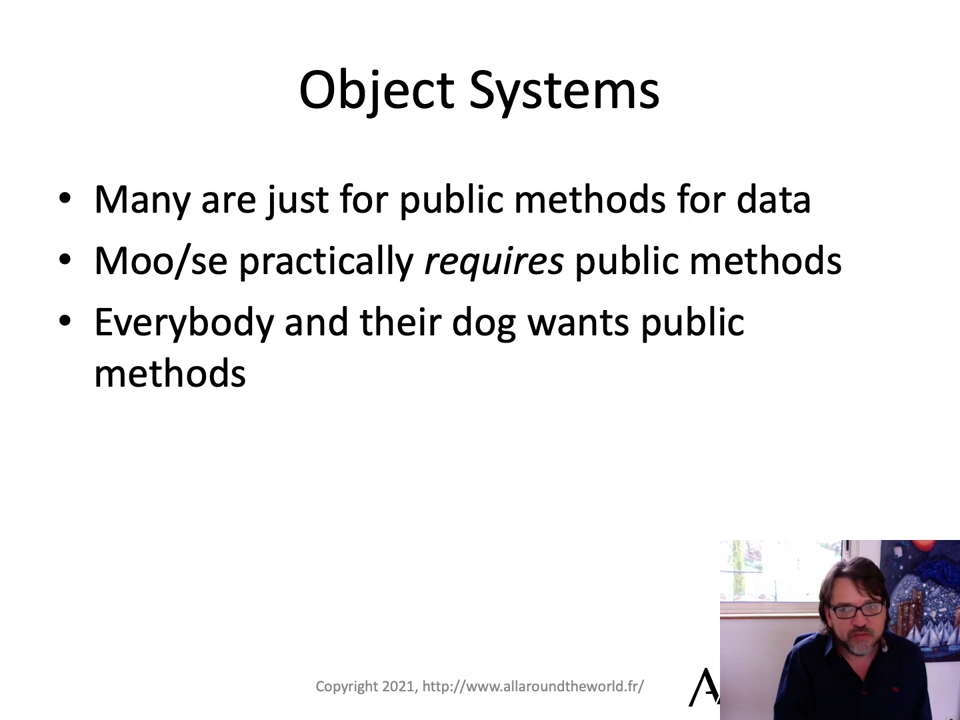 Object Systems
• Many are just for public methods for data
• Moo/se practically requires public methods
• Everybody and their dog wants public
methods
Copyright 2021, http://www.allaroundtheworld.fr/